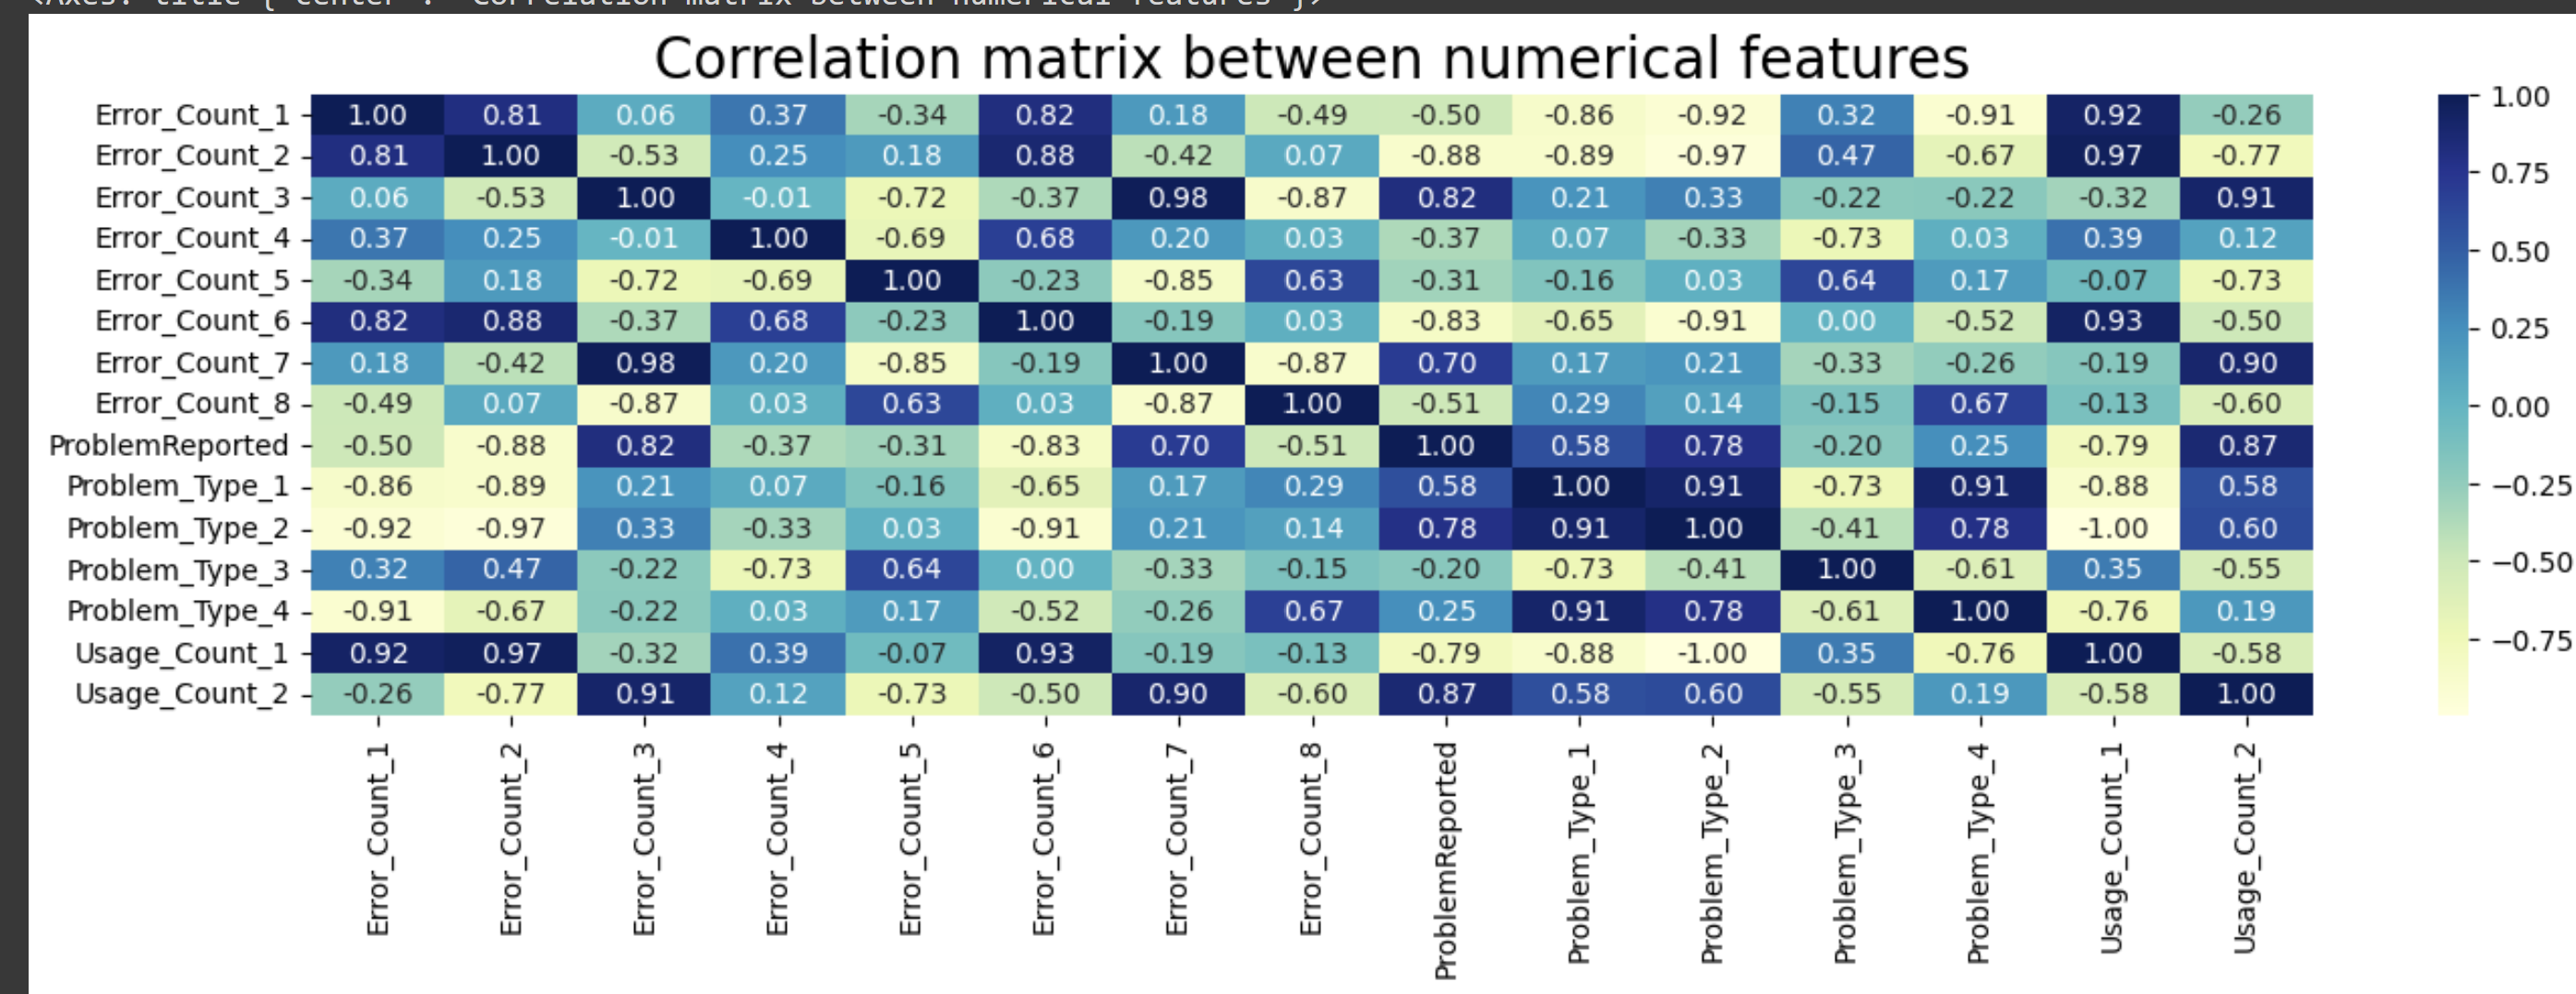 <Axes: title={'center': 'Correlation matrix between numerical features'}>
Correlation matrix between numerical features
Error_Count_1 1.00 0.81 0.06 0.37 -0.34 0.82 0.18 -0.49 -0.50 -0.86 -0.92 0.32 -0.91 0.92 -0.26
Error_Count_2 0.81 1.00 -0.53 0.25 0.18 0.88 -0.42 0.07 -0.88 -0.89 -0.97 0.47 -0.67 0.97 -0.77
Error_Count_3 0.06 -0.53 1.00 -0.01 -0.72 -0.37 0.98 -0.87 0.82 0.21 0.33 -0.22 -0.22 -0.32 0.91
Error_Count_4 0.37 0.25 -0.01 1.00 -0.69 0.68 0.20 0.03 -0.37 0.07 -0.33 -0.73 0.03 0.39 0.12
Error_Count_5 -0.34 0.18 -0.72 -0.69 1.00 -0.23 -0.85 0.63 -0.31 -0.16 0.03 0.64 0.17 -0.07 -0.73
Error_Count_6 0.82 0.88 -0.37 0.68 -0.23 1.00 -0.19 0.03 -0.83 -0.65 -0.91 0.00 -0.52 0.93 -0.50
Error_Count_7 0.18 -0.42 0.98 0.20 -0.85 -0.19 1.00 -0.87 0.70 0.17 0.21 -0.33 -0.26 -0.19 0.90
Error_Count_8 -0.49 0.07 -0.87 0.03 0.63 0.03 -0.87 1.00 -0.51 0.29 0.14 -0.15 0.67 -0.13 -0.60
ProblemReported -0.50 -0.88 0.82 -0.37 -0.31 -0.83 0.70 -0.51 1.00 0.58 0.78 -0.20 0.25 -0.79 0.87
Problem_Type_1 -0.86 -0.89 0.21 0.07 -0.16 -0.65 0.17 0.29 0.58 1.00 0.91 -0.73 0.91 -0.88 0.58
Problem_Type_2 -0.92 -0.97 0.33 -0.33 0.03 -0.91 0.21 0.14 0.78 0.91 1.00 -0.41 0.78 -1.00 0.60
Problem_Type_3 0.32 0.47 -0.22 -0.73 0.64 0.00 -0.33 -0.15 -0.20 -0.73 -0.41 1.00 -0.61 0.35 -0.55
Problem_Type_4 -0.91 -0.67 -0.22 0.03 0.17 -0.52 -0.26 0.67 0.25 0.91 0.78 -0.61 1.00 -0.76 0.19
Usage_Count_1 0.92 0.97 -0.32 0.39 -0.07 0.93 -0.19 -0.13 -0.79 -0.88 -1.00 0.35 -0.76 1.00 -0.58
Usage_Count_2 -0.26 -0.77 0.91 0.12 -0.73 -0.50 0.90 -0.60 0.87 0.58 0.60 -0.55 0.19 -0.58 1.00
Error_Count_1
Error_Count_2
Error_Count_3
Error_Count_4
Error_Count_5
Error_Count_6
Error_Count_7
Error_Count_8
ProblemReported
Problem_Type_1
Problem_Type_2
Problem_Type_3
Problem_Type_4
Usage_Count_1
Usage_Count_2
1.00
0.75
0.50
0.25
0.00
−0.25
−0.50
−0.75